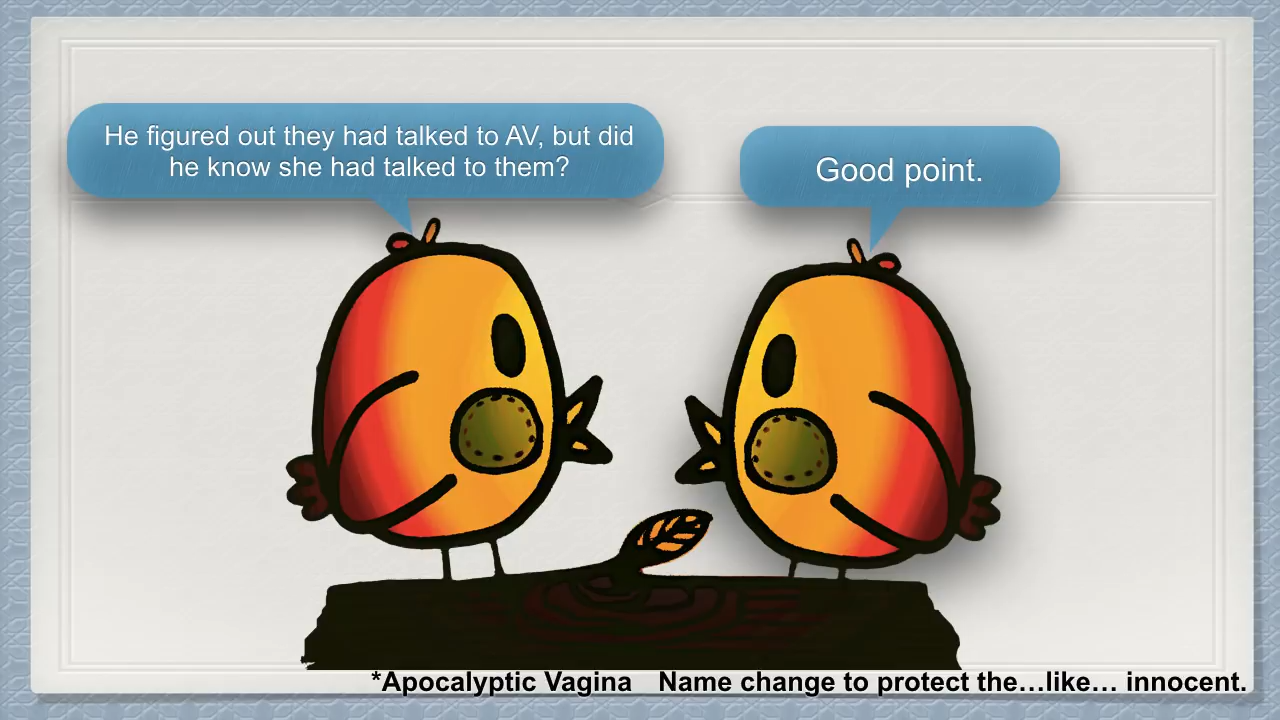 He figured out they had talked to AV, but did
he know she had talked to them?
Good point.
*Apocalyptic Vagina Name change to protect the…like… innocent.